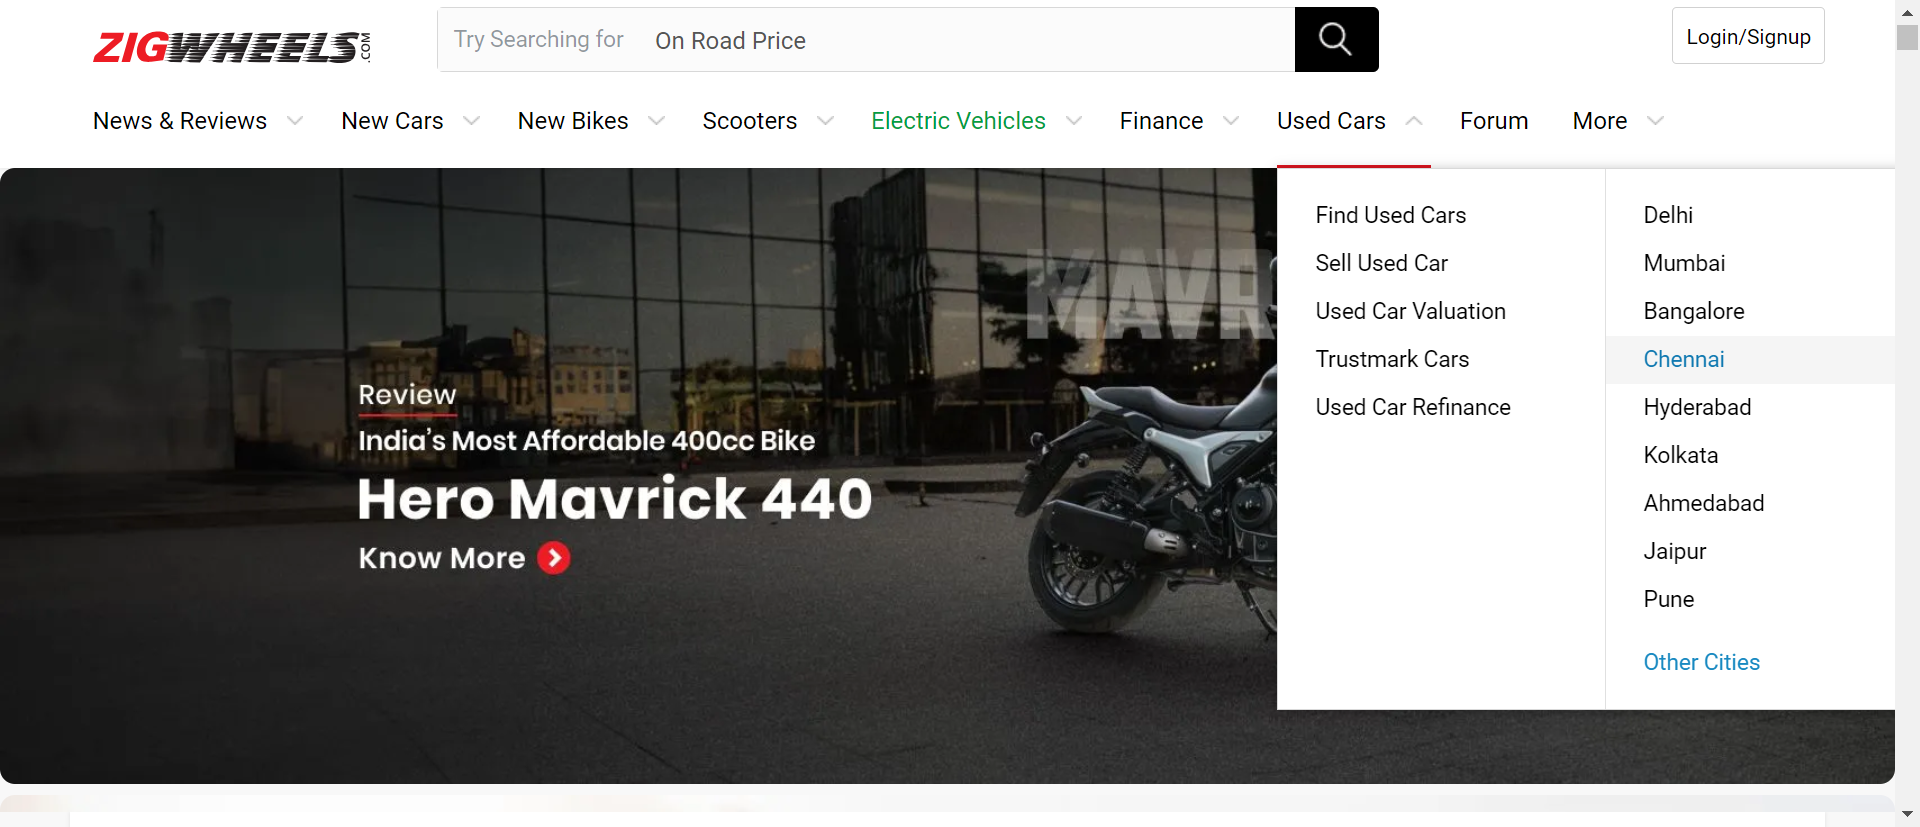 ZIGWHEELS.COM
Try Searching for On Road Price
Login/Signup
News & Reviews New Cars New Bikes Scooters Electric Vehicles Finance Used Cars Forum More
Find Used Cars
Sell Used Car
Used Car Valuation
Trustmark Cars
Used Car Refinance
Delhi
Mumbai
Bangalore
Chennai
Hyderabad
Kolkata
Ahmedabad
Jaipur
Pune
Other Cities
MAVR
Review
India's Most Affordable 400cc Bike
Hero Mavrick 440
Know More